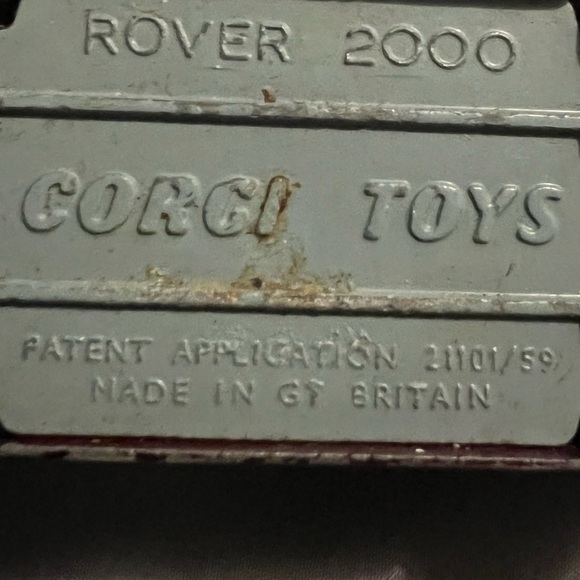 ROVER 2000
CORGI TOYS
PATENT APPLICATION 21101/59
MADE IN GT BRITAIN